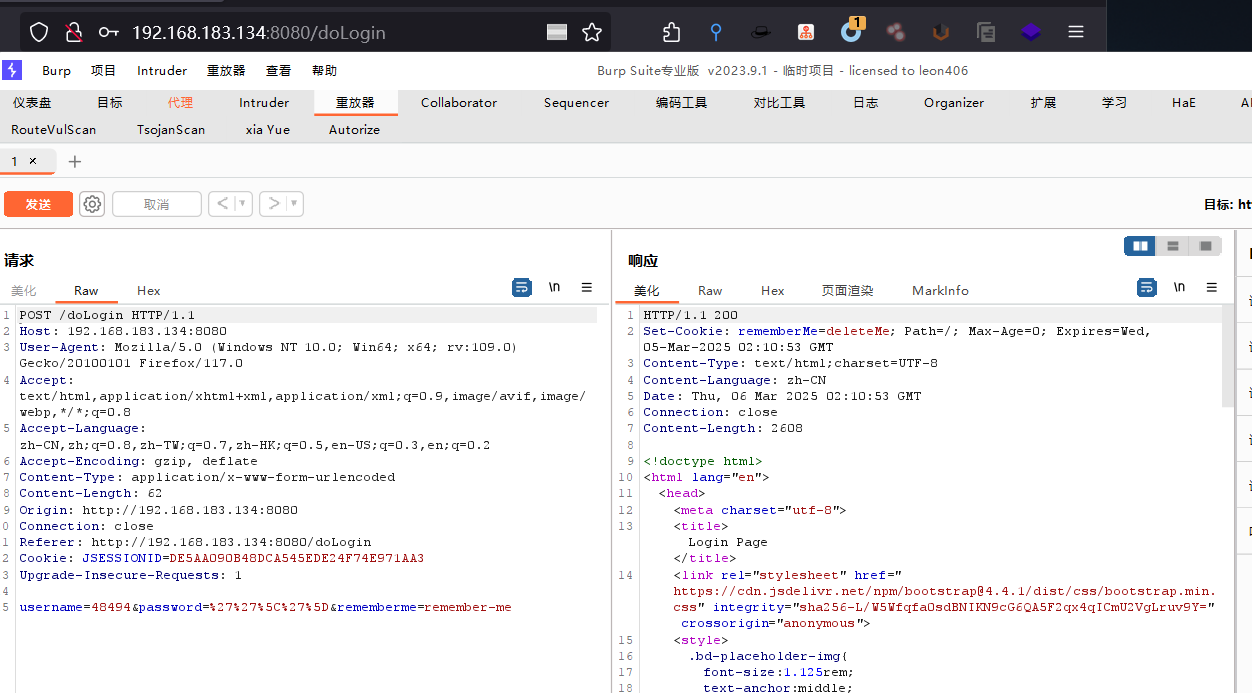 192.168.183.134:8080/doLogin
1
Burp 项目 Intruder 重放器 查看 帮助 Burp Suite专业版 v2023.9.1 - 临时项目 - licensed to leon406
仪表盘 目标 代理 Intruder 重放器 Collaborator Sequencer 编码工具 对比工具 日志 Organizer 扩展 学习 HaE
RouteVulScan TsojanScan xia Yue Autorize
1 × +
发送 取消 < > 目标: ht
请求
美化 Raw Hex \n
1 POST /doLogin HTTP/1.1
2 Host: 192.168.183.134:8080
3 User-Agent: Mozilla/5.0 (Windows NT 10.0; Win64; x64; rv:109.0)
Gecko/20100101 Firefox/117.0
4 Accept:
text/html,application/xhtml+xml,application/xml;q=0.9,image/avif,image/
webp,*/*;q=0.8
5 Accept-Language:
zh-CN,zh;q=0.8,zh-TW;q=0.7,zh-HK;q=0.5,en-US;q=0.3,en;q=0.2
6 Accept-Encoding: gzip, deflate
7 Content-Type: application/x-www-form-urlencoded
8 Content-Length: 62
9 Origin: http://192.168.183.134:8080
0 Connection: close
1 Referer: http://192.168.183.134:8080/doLogin
2 Cookie: JSESSIONID=DE5AA090B48DCA545EDE24F74E971AA3
3 Upgrade-Insecure-Requests: 1
4
5 username=48494&password=%27%27%5C%27%5D&rememberme=remember-me
响应
美化 Raw Hex 页面渲染 MarkInfo \n
1 HTTP/1.1 200
2 Set-Cookie: rememberMe=deleteMe; Path=/; Max-Age=0; Expires=Wed,
05-Mar-2025 02:10:53 GMT
3 Content-Type: text/html;charset=UTF-8
4 Content-Language: zh-CN
5 Date: Thu, 06 Mar 2025 02:10:53 GMT
6 Connection: close
7 Content-Length: 2608
8
9 <!doctype html>
10 <html lang="en">
11 <head>
12 <meta charset="utf-8">
13 <title>
Login Page
</title>
14 <link rel="stylesheet" href="
https://cdn.jsdelivr.net/npm/bootstrap@4.4.1/dist/css/bootstrap.min.
css" integrity="sha256-L/W5Wfqfa0sdBNIKN9cG6QA5F2qx4qICmU2VgLruv9Y="
crossorigin="anonymous">
15 <style>
16 .bd-placeholder-img{
17 font-size:1.125rem;
18 text-anchor:middle;